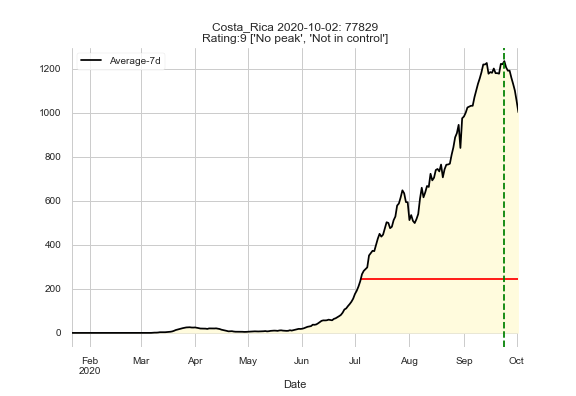 Costa_Rica 2020-10-02: 77829
Rating:9 ['No peak', 'Not in control']
Average-7d
1200
1000
800
600
400
200
0
Feb Mar Apr May Jun Jul Aug Sep Oct
2020
Date